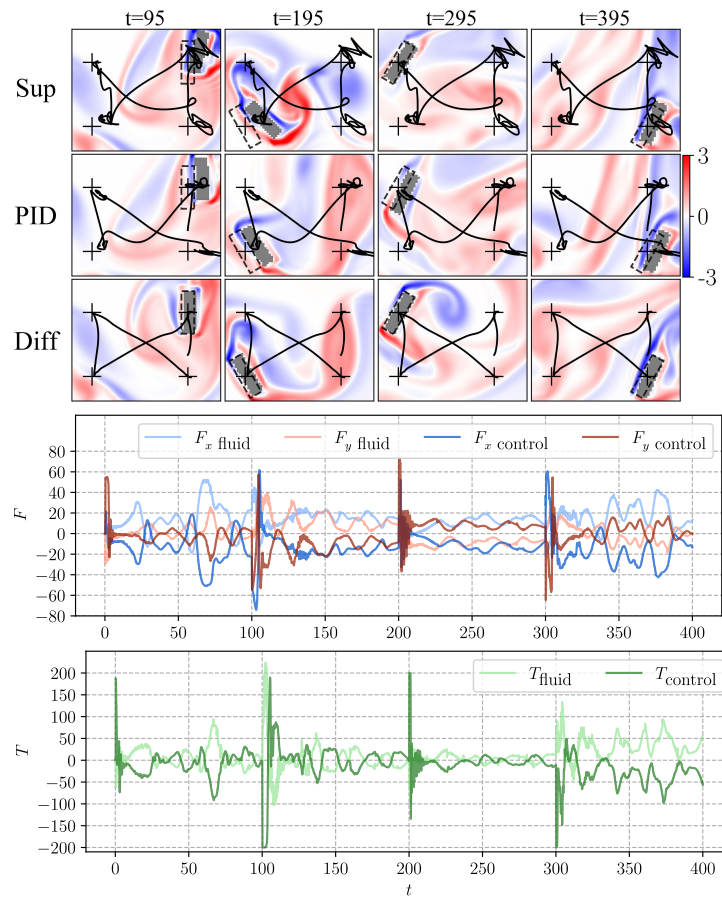 t=95 t=195 t=295 t=395
Sup
PID
Diff
3
0
-3
F_x fluid F_y fluid F_x control F_y control
F
80
60
40
20
0
−20
−40
−60
−80
0 50 100 150 200 250 300 350 400
T_fluid T_control
T
200
150
100
50
0
−50
−100
−150
−200
0 50 100 150 200 250 300 350 400
t